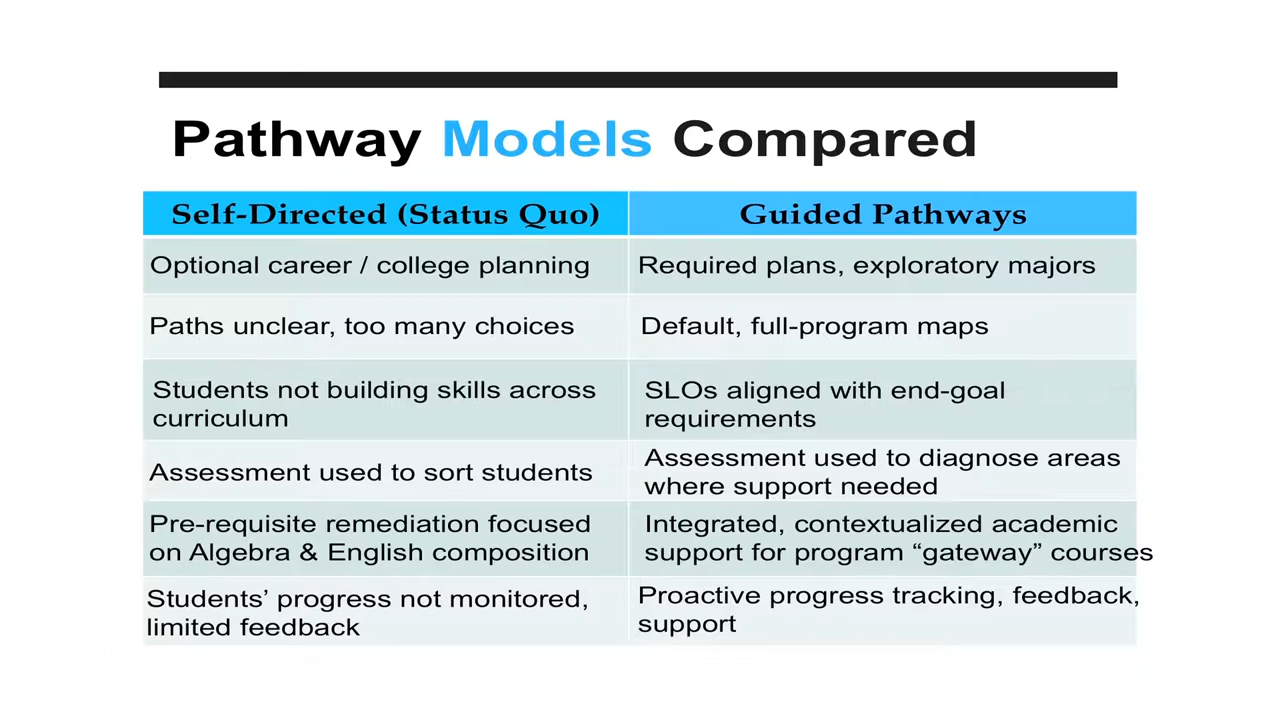 Pathway Models Compared
Self-Directed (Status Quo)
Guided Pathways
Optional career / college planning
Required plans, exploratory majors
Paths unclear, too many choices
Default, full-program maps
Students not building skills across
curriculum
SLOs aligned with end-goal
requirements
Assessment used to sort students
Assessment used to diagnose areas
where support needed
Pre-requisite remediation focused
on Algebra & English composition
Integrated, contextualized academic
support for program “gateway” courses
Students’ progress not monitored,
limited feedback
Proactive progress tracking, feedback,
support